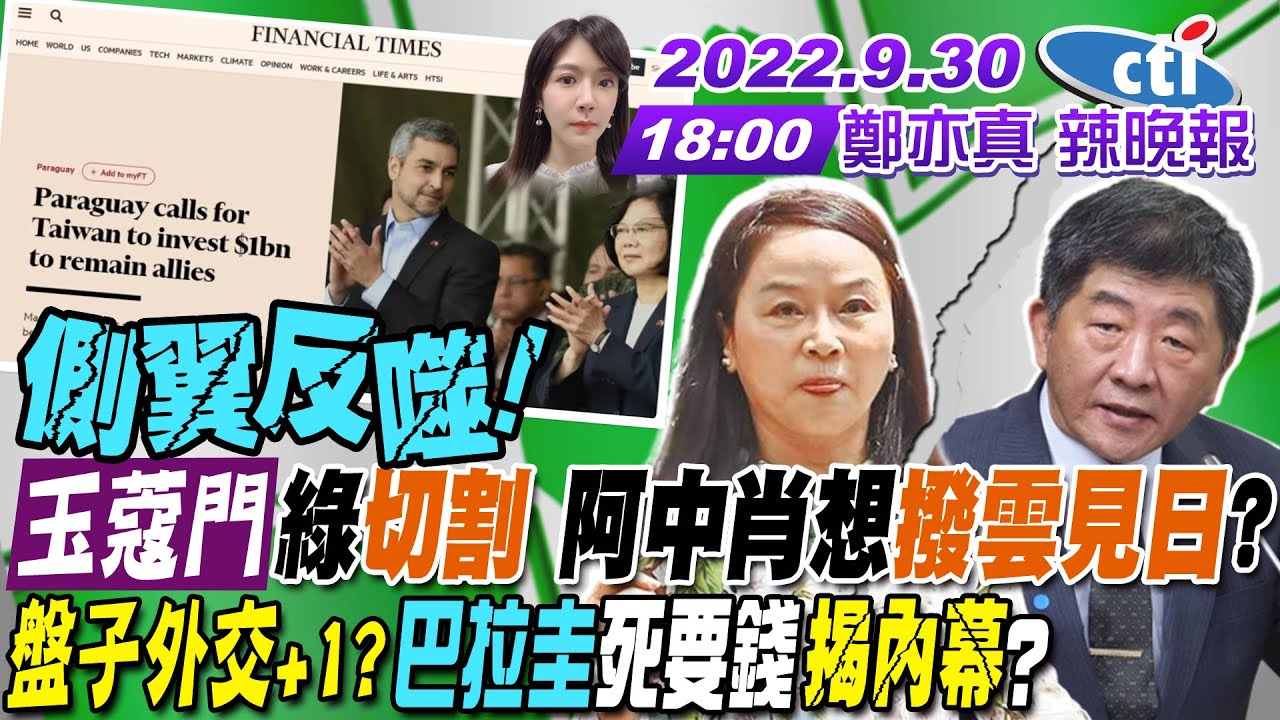 FINANCIAL TIMES
HOME WORLD US COMPANIES TECH MARKETS CLIMATE OPINION WORK & CAREERS LIFE & ARTS HTSI
Paraguay + Add to myFT
Paraguay calls for
Taiwan to invest $1bn
to remain allies
2022.9.30
cti
18:00 鄭亦真 辣晚報
側翼反噬!
玉蔻門綠切割 阿中肖想撥雲見日?
盤子外交+1?巴拉圭死要錢揭內幕?